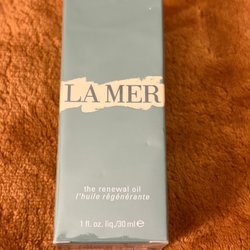 LA MER
the renewal oil
l'huile régénérante
1 fl. oz. liq./30 ml e